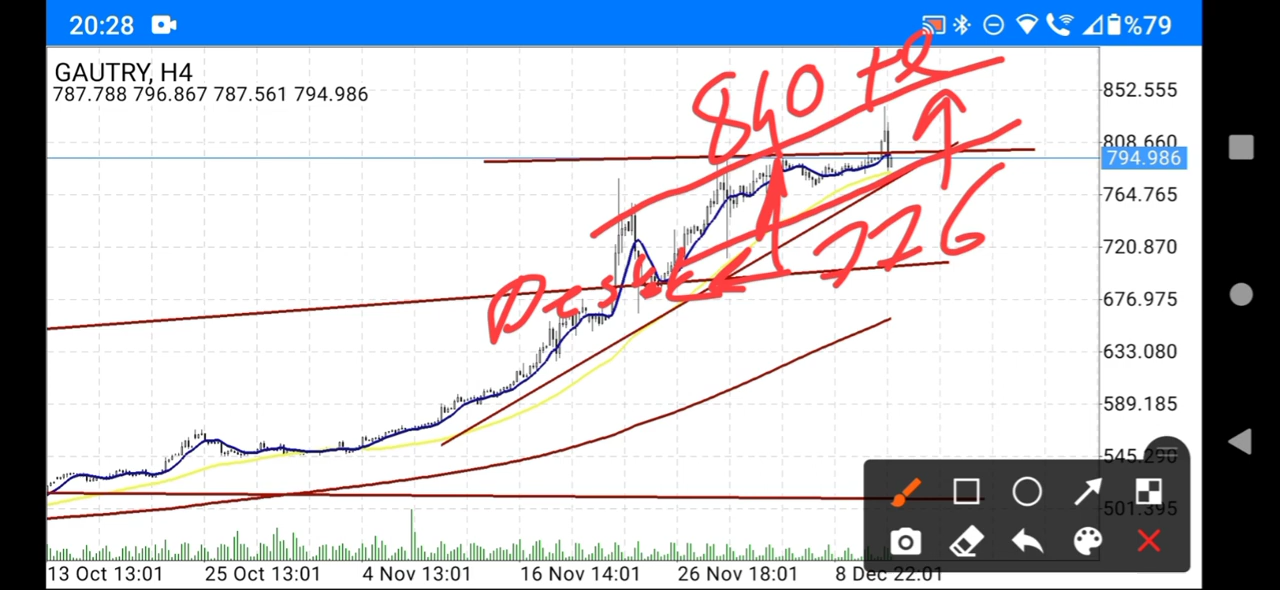 20:28 %79
GAUTRY, H4
787.788 796.867 787.561 794.986
840 tl
Destek 776
852.555
808.660
794.986
764.765
720.870
676.975
633.080
589.185
545.290
501.395
13 Oct 13:01 25 Oct 13:01 4 Nov 13:01 16 Nov 14:01 26 Nov 18:01 8 Dec 22:01